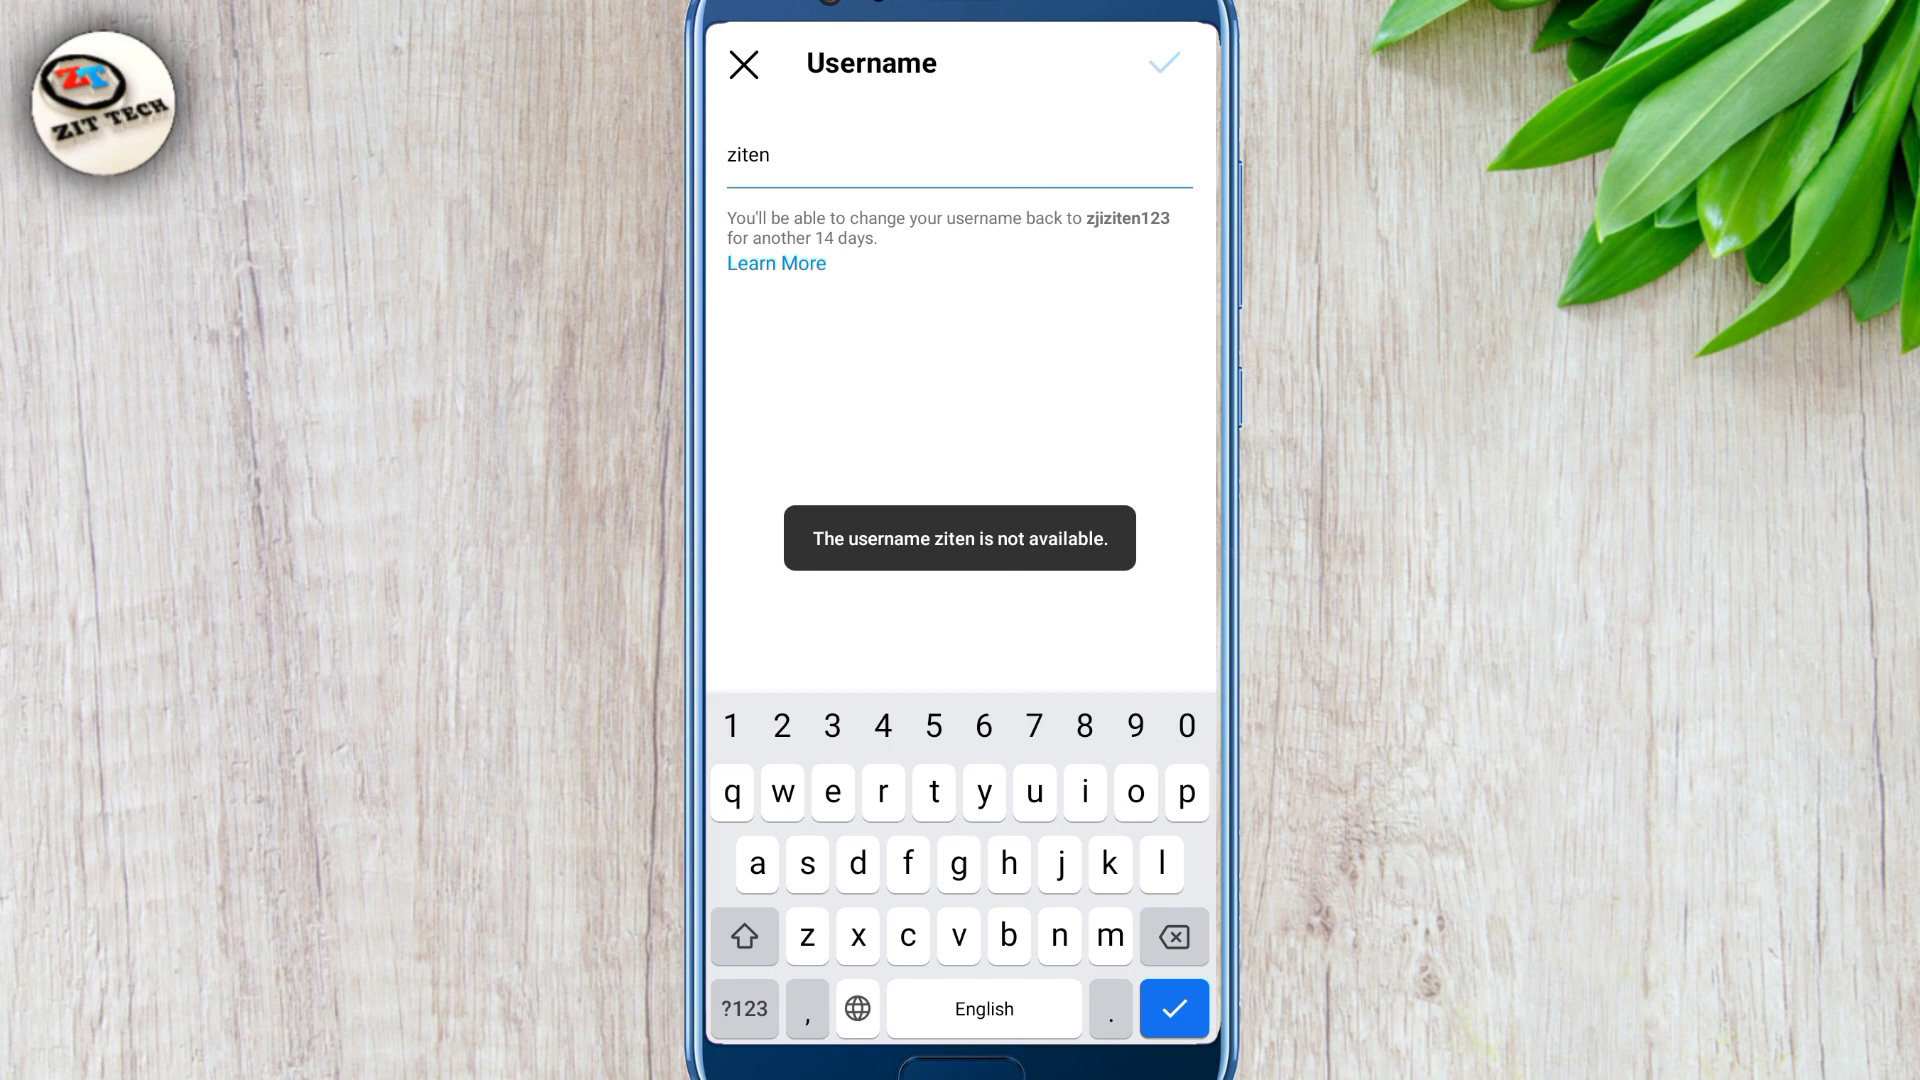 ZT
ZIT TECH
Username
ziten
You'll be able to change your username back to zjiziten123
for another 14 days.
Learn More
The username ziten is not available.
1 2 3 4 5 6 7 8 9 0
q w e r t y u i o p
a s d f g h j k l
z x c v b n m
?123 , English .